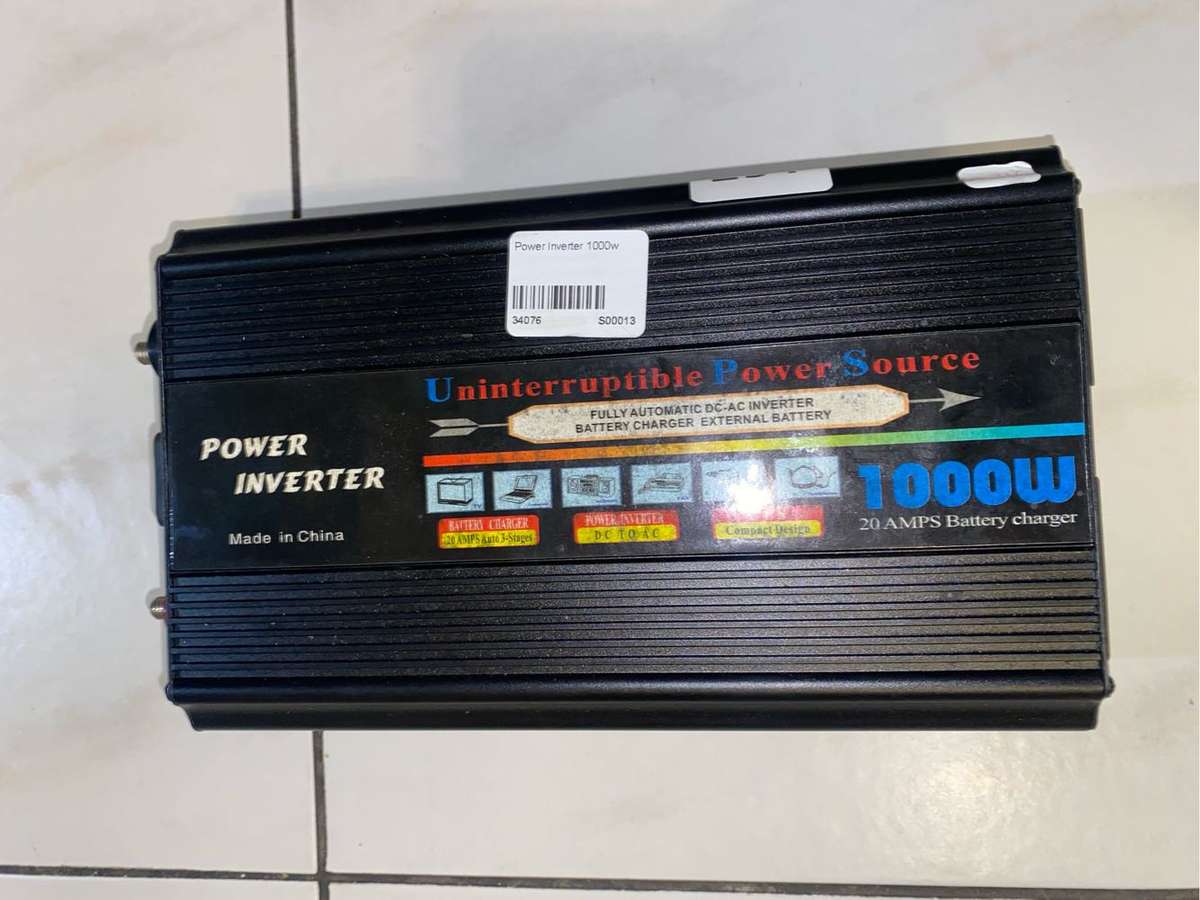 Power Inverter 1000w
34076 S00013
Uninterruptible Power Source
FULLY AUTOMATIC DC-AC INVERTER
BATTERY CHARGER EXTERNAL BATTERY
POWER
INVERTER
Made in China
BATTERY CHARGER
20 AMPS Auto 3-Stages
POWER INVERTER
DC TO AC
Compact Design
1000W
20 AMPS Battery charger